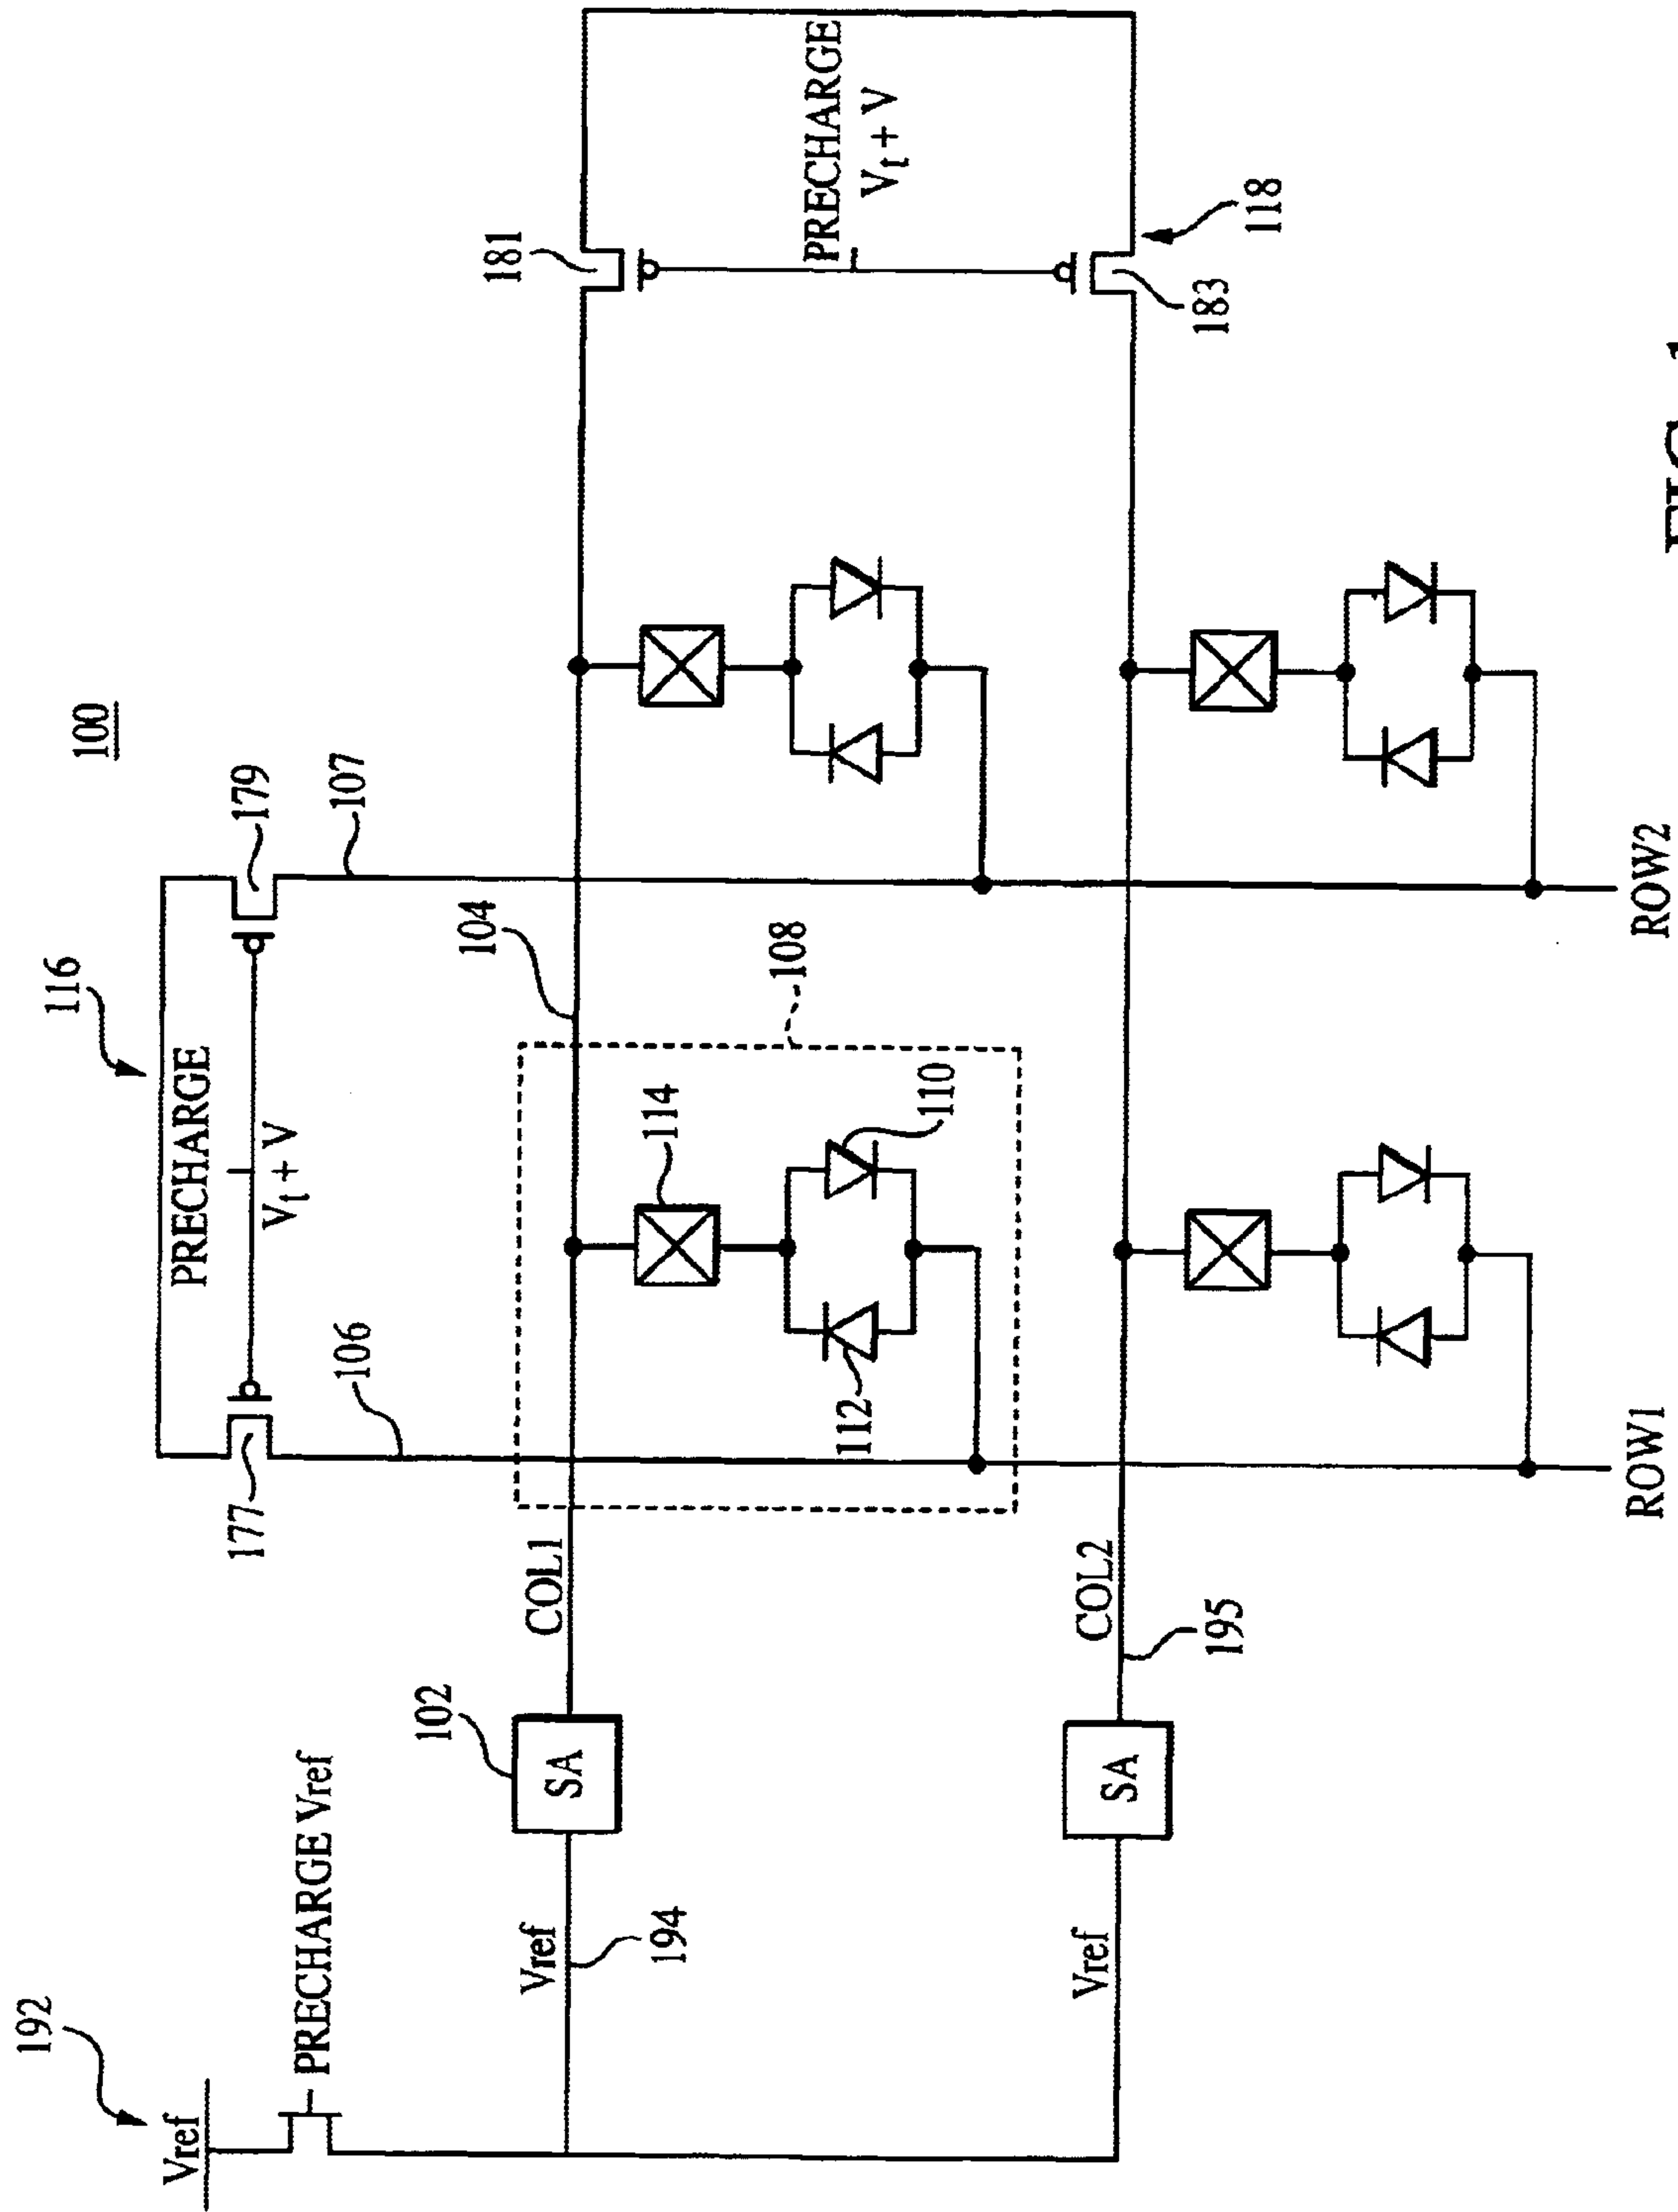 192
116
100
Vref
PRECHARGE
177
179
Vt + V
PRECHARGE Vref
106
107
102
104
181
Vref
SA
COL1
194
114
108
PRECHARGE
Vt + V
112
110
Vref
SA
COL2
195
183
118
ROW1
ROW2